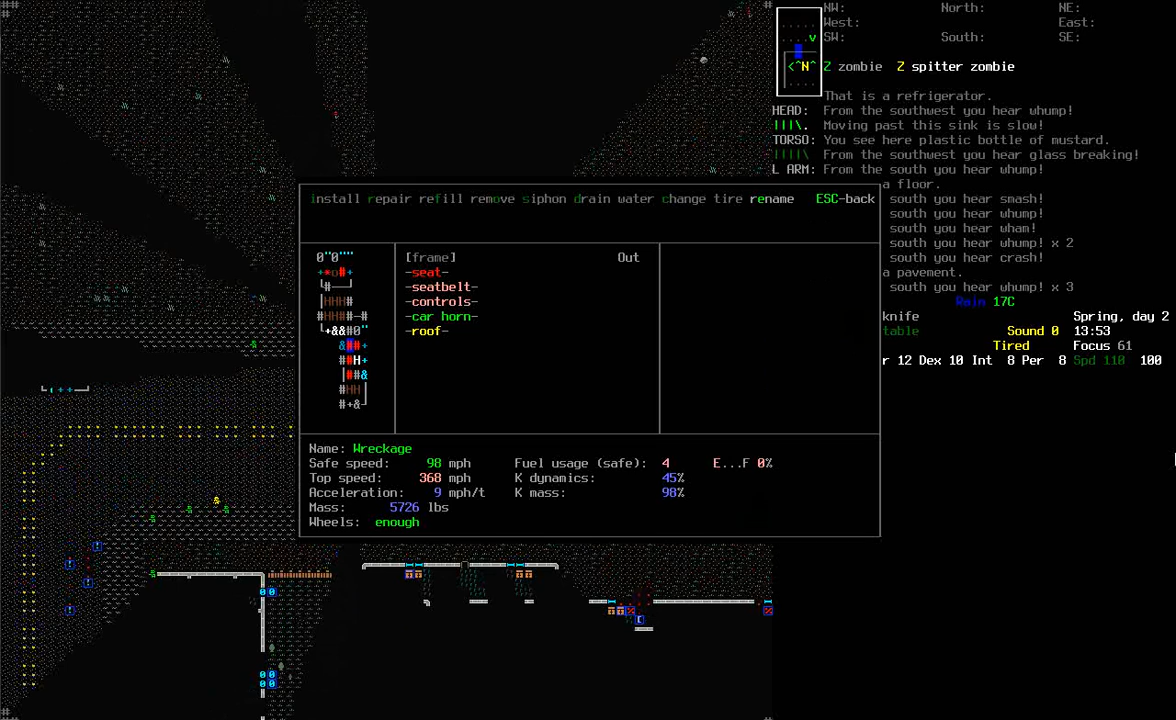 NW: North: NE:
West: East:
SW: South: SE:
Z zombie Z spitter zombie
That is a refrigerator.
HEAD: From the southwest you hear whump!
Moving past this sink is slow!
TORSO: You see here plastic bottle of mustard.
From the southwest you hear glass breaking!
L ARM: From the south you hear whump!
a floor.
south you hear smash!
south you hear whump!
south you hear wham!
south you hear whump! x 2
south you hear crash!
a pavement.
south you hear whump! x 3
Rain 17C
knife Spring, day 2
table Sound 0 13:53
Tired Focus 61
r 12 Dex 10 Int 8 Per 8 Spd 110 100
install repair refill remove siphon drain water change tire rename ESC-back
[frame] Out
-seat-
-seatbelt-
-controls-
-car horn-
-roof-
Name: Wreckage
Safe speed: 98 mph Fuel usage (safe): 4 E...F 0%
Top speed: 368 mph K dynamics: 45%
Acceleration: 9 mph/t K mass: 98%
Mass: 5726 lbs
Wheels: enough